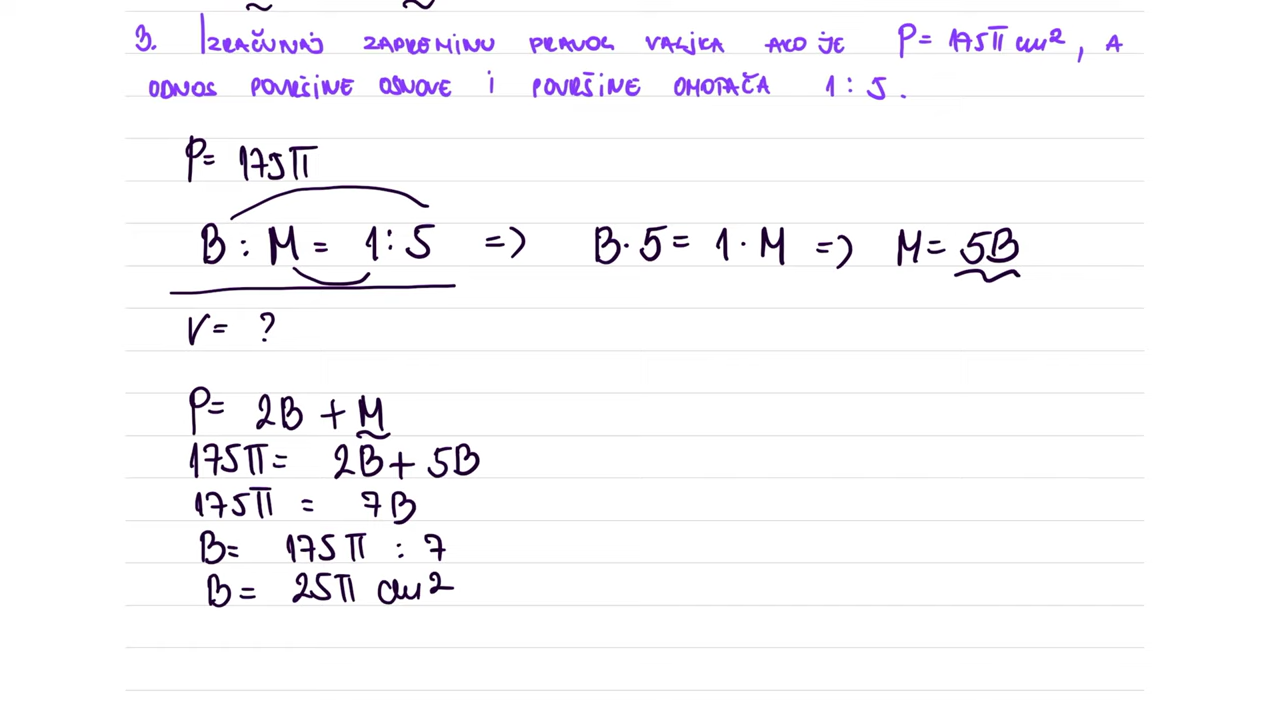 3. IZRAČUNAJ ZAPREMINU PRAVOG VALJKA AKO JE P = 175π cm², A
ODNOS POVRŠINE OSNOVE I POVRŠINE OMOTAČA 1 : 5.
P = 175π
B : M = 1 : 5 => B · 5 = 1 · M => M = 5B
V = ?
P = 2B + M
175π = 2B + 5B
175π = 7B
B = 175π : 7
B = 25π cm²